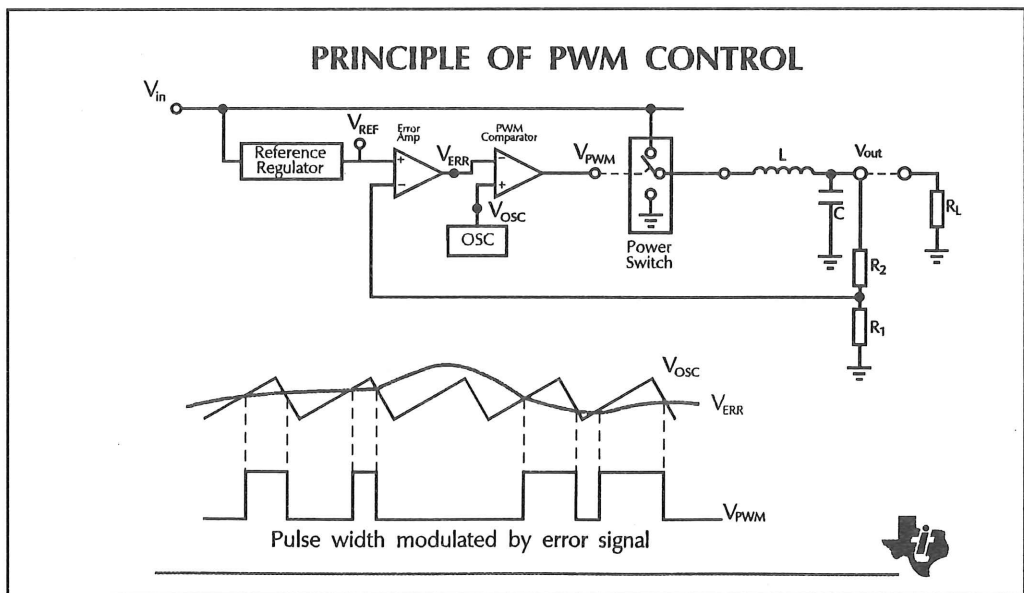 PRINCIPLE OF PWM CONTROL
Vin
VREF
Error
Amp
PWM
Comparator
Reference
Regulator
VERR
VPWM
L
Vout
+
−
−
+
VOSC
OSC
C
RL
Power
Switch
R2
R1
VOSC
VERR
VPWM
Pulse width modulated by error signal